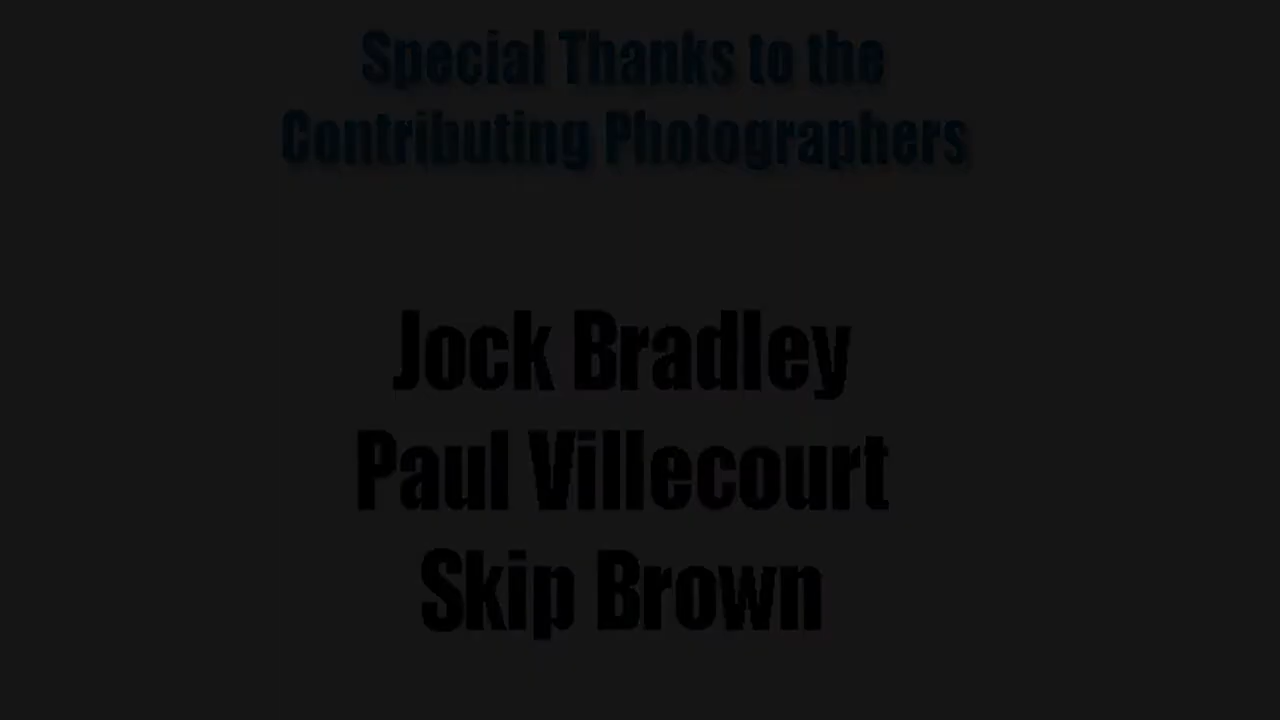 Special Thanks to the
Contributing Photographers
Jock Bradley
Paul Villecourt
Skip Brown